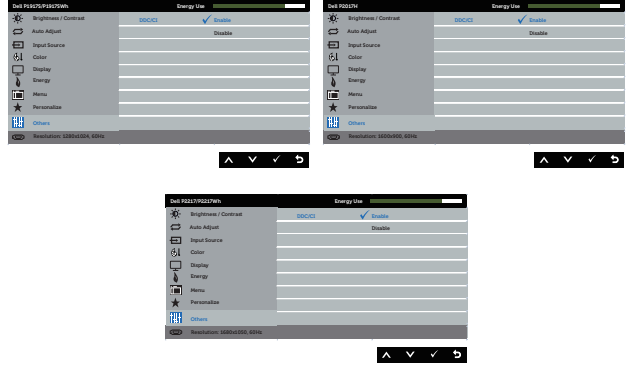 Dell P1917S/P1917SWh Energy Use
Brightness / Contrast DDC/CI Enable
Auto Adjust Disable
Input Source
Color
Display
Energy
Menu
Personalize
Others
Resolution: 1280x1024, 60Hz
Dell P2017H Energy Use
Brightness / Contrast DDC/CI Enable
Auto Adjust Disable
Input Source
Color
Display
Energy
Menu
Personalize
Others
Resolution: 1600x900, 60Hz
Dell P2217/P2217Wh Energy Use
Brightness / Contrast DDC/CI Enable
Auto Adjust Disable
Input Source
Color
Display
Energy
Menu
Personalize
Others
Resolution: 1680x1050, 60Hz